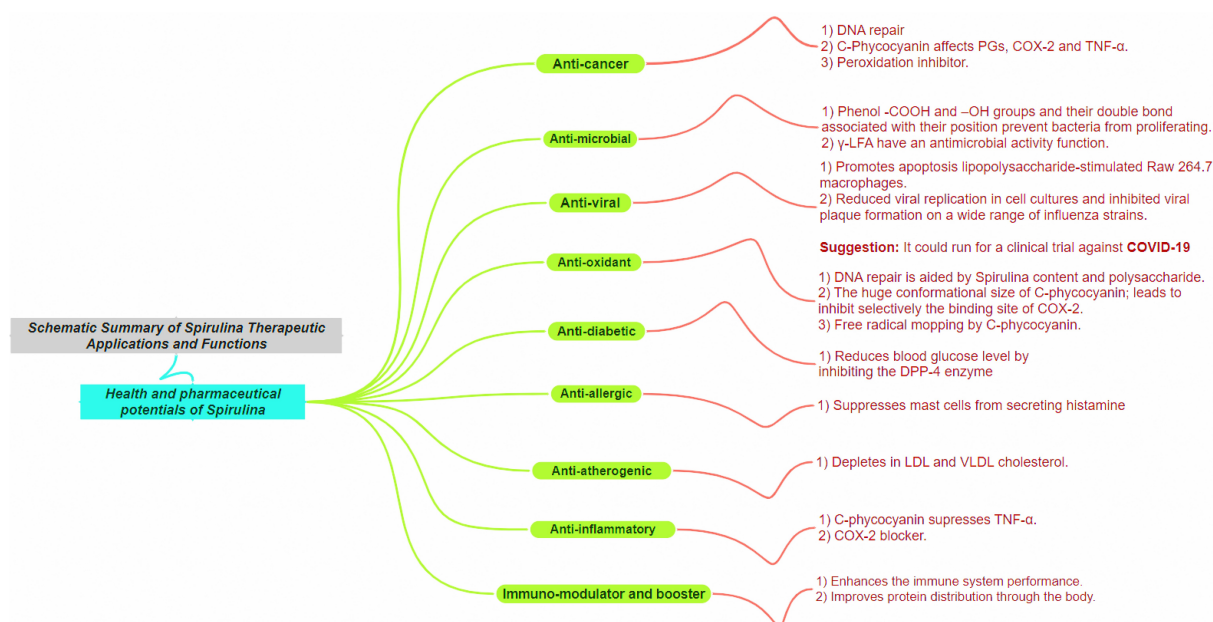 Schematic Summary of Spirulina Therapeutic
Applications and Functions
Health and pharmaceutical
potentials of Spirulina
Anti-cancer
1) DNA repair
2) C-Phycocyanin affects PGs, COX-2 and TNF-α.
3) Peroxidation inhibitor.
Anti-microbial
1) Phenol -COOH and –OH groups and their double bond
associated with their position prevent bacteria from proliferating.
2) γ-LFA have an antimicrobial activity function.
Anti-viral
1) Promotes apoptosis lipopolysaccharide-stimulated Raw 264.7
macrophages.
2) Reduced viral replication in cell cultures and inhibited viral
plaque formation on a wide range of influenza strains.
Suggestion: It could run for a clinical trial against COVID-19
Anti-oxidant
1) DNA repair is aided by Spirulina content and polysaccharide.
2) The huge conformational size of C-phycocyanin; leads to
inhibit selectively the binding site of COX-2.
3) Free radical mopping by C-phycocyanin.
Anti-diabetic
1) Reduces blood glucose level by
inhibiting the DPP-4 enzyme
Anti-allergic
1) Suppresses mast cells from secreting histamine
Anti-atherogenic
1) Depletes in LDL and VLDL cholesterol.
Anti-inflammatory
1) C-phycocyanin supresses TNF-α.
2) COX-2 blocker.
Immuno-modulator and booster
1) Enhances the immune system performance.
2) Improves protein distribution through the body.